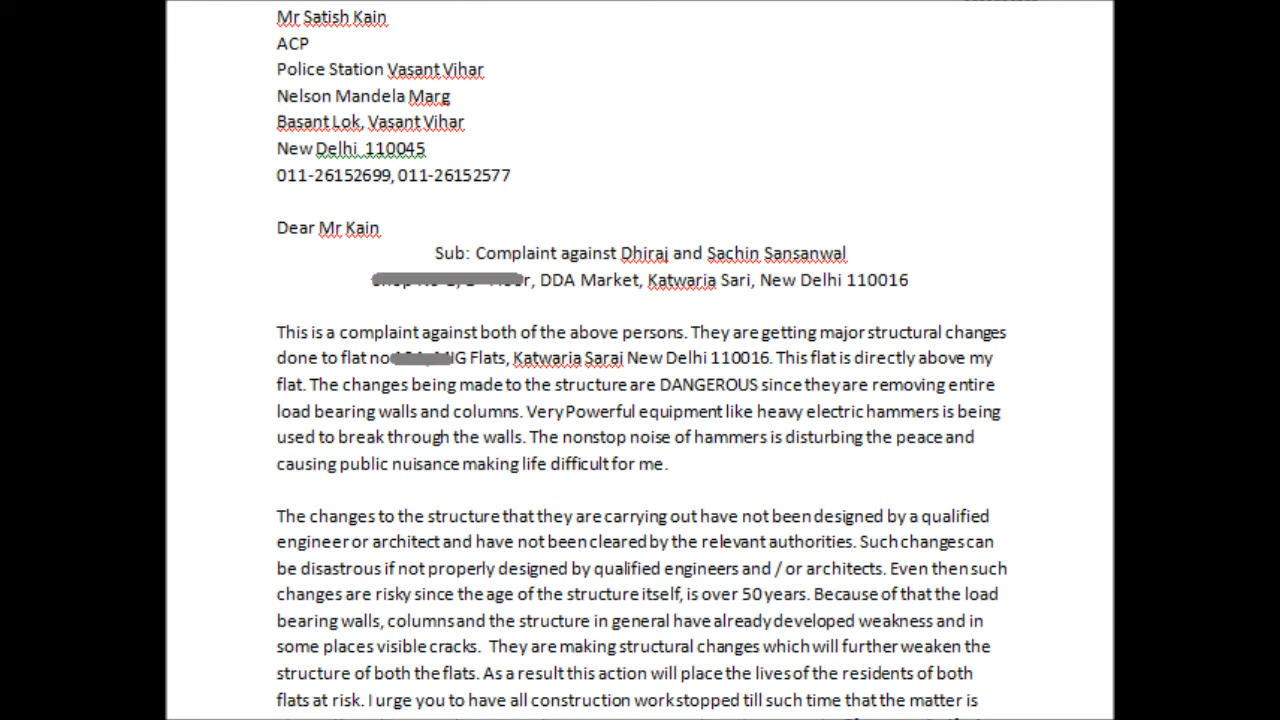 Mr Satish Kain
ACP
Police Station Vasant Vihar
Nelson Mandela Marg
Basant Lok, Vasant Vihar
New Delhi 110045
011-26152699, 011-26152577
Dear Mr Kain
Sub: Complaint against Dhiraj and Sachin Sansanwal
DDA Market, Katwaria Sari, New Delhi 110016
This is a complaint against both of the above persons. They are getting major structural changes
done to flat no Flats, Katwaria Sarai New Delhi 110016. This flat is directly above my
flat. The changes being made to the structure are DANGEROUS since they are removing entire
load bearing walls and columns. Very Powerful equipment like heavy electric hammers is being
used to break through the walls. The nonstop noise of hammers is disturbing the peace and
causing public nuisance making life difficult for me.
The changes to the structure that they are carrying out have not been designed by a qualified
engineer or architect and have not been cleared by the relevant authorities. Such changes can
be disastrous if not properly designed by qualified engineers and / or architects. Even then such
changes are risky since the age of the structure itself, is over 50 years. Because of that the load
bearing walls, columns and the structure in general have already developed weakness and in
some places visible cracks. They are making structural changes which will further weaken the
structure of both the flats. As a result this action will place the lives of the residents of both
flats at risk. I urge you to have all construction work stopped till such time that the matter is